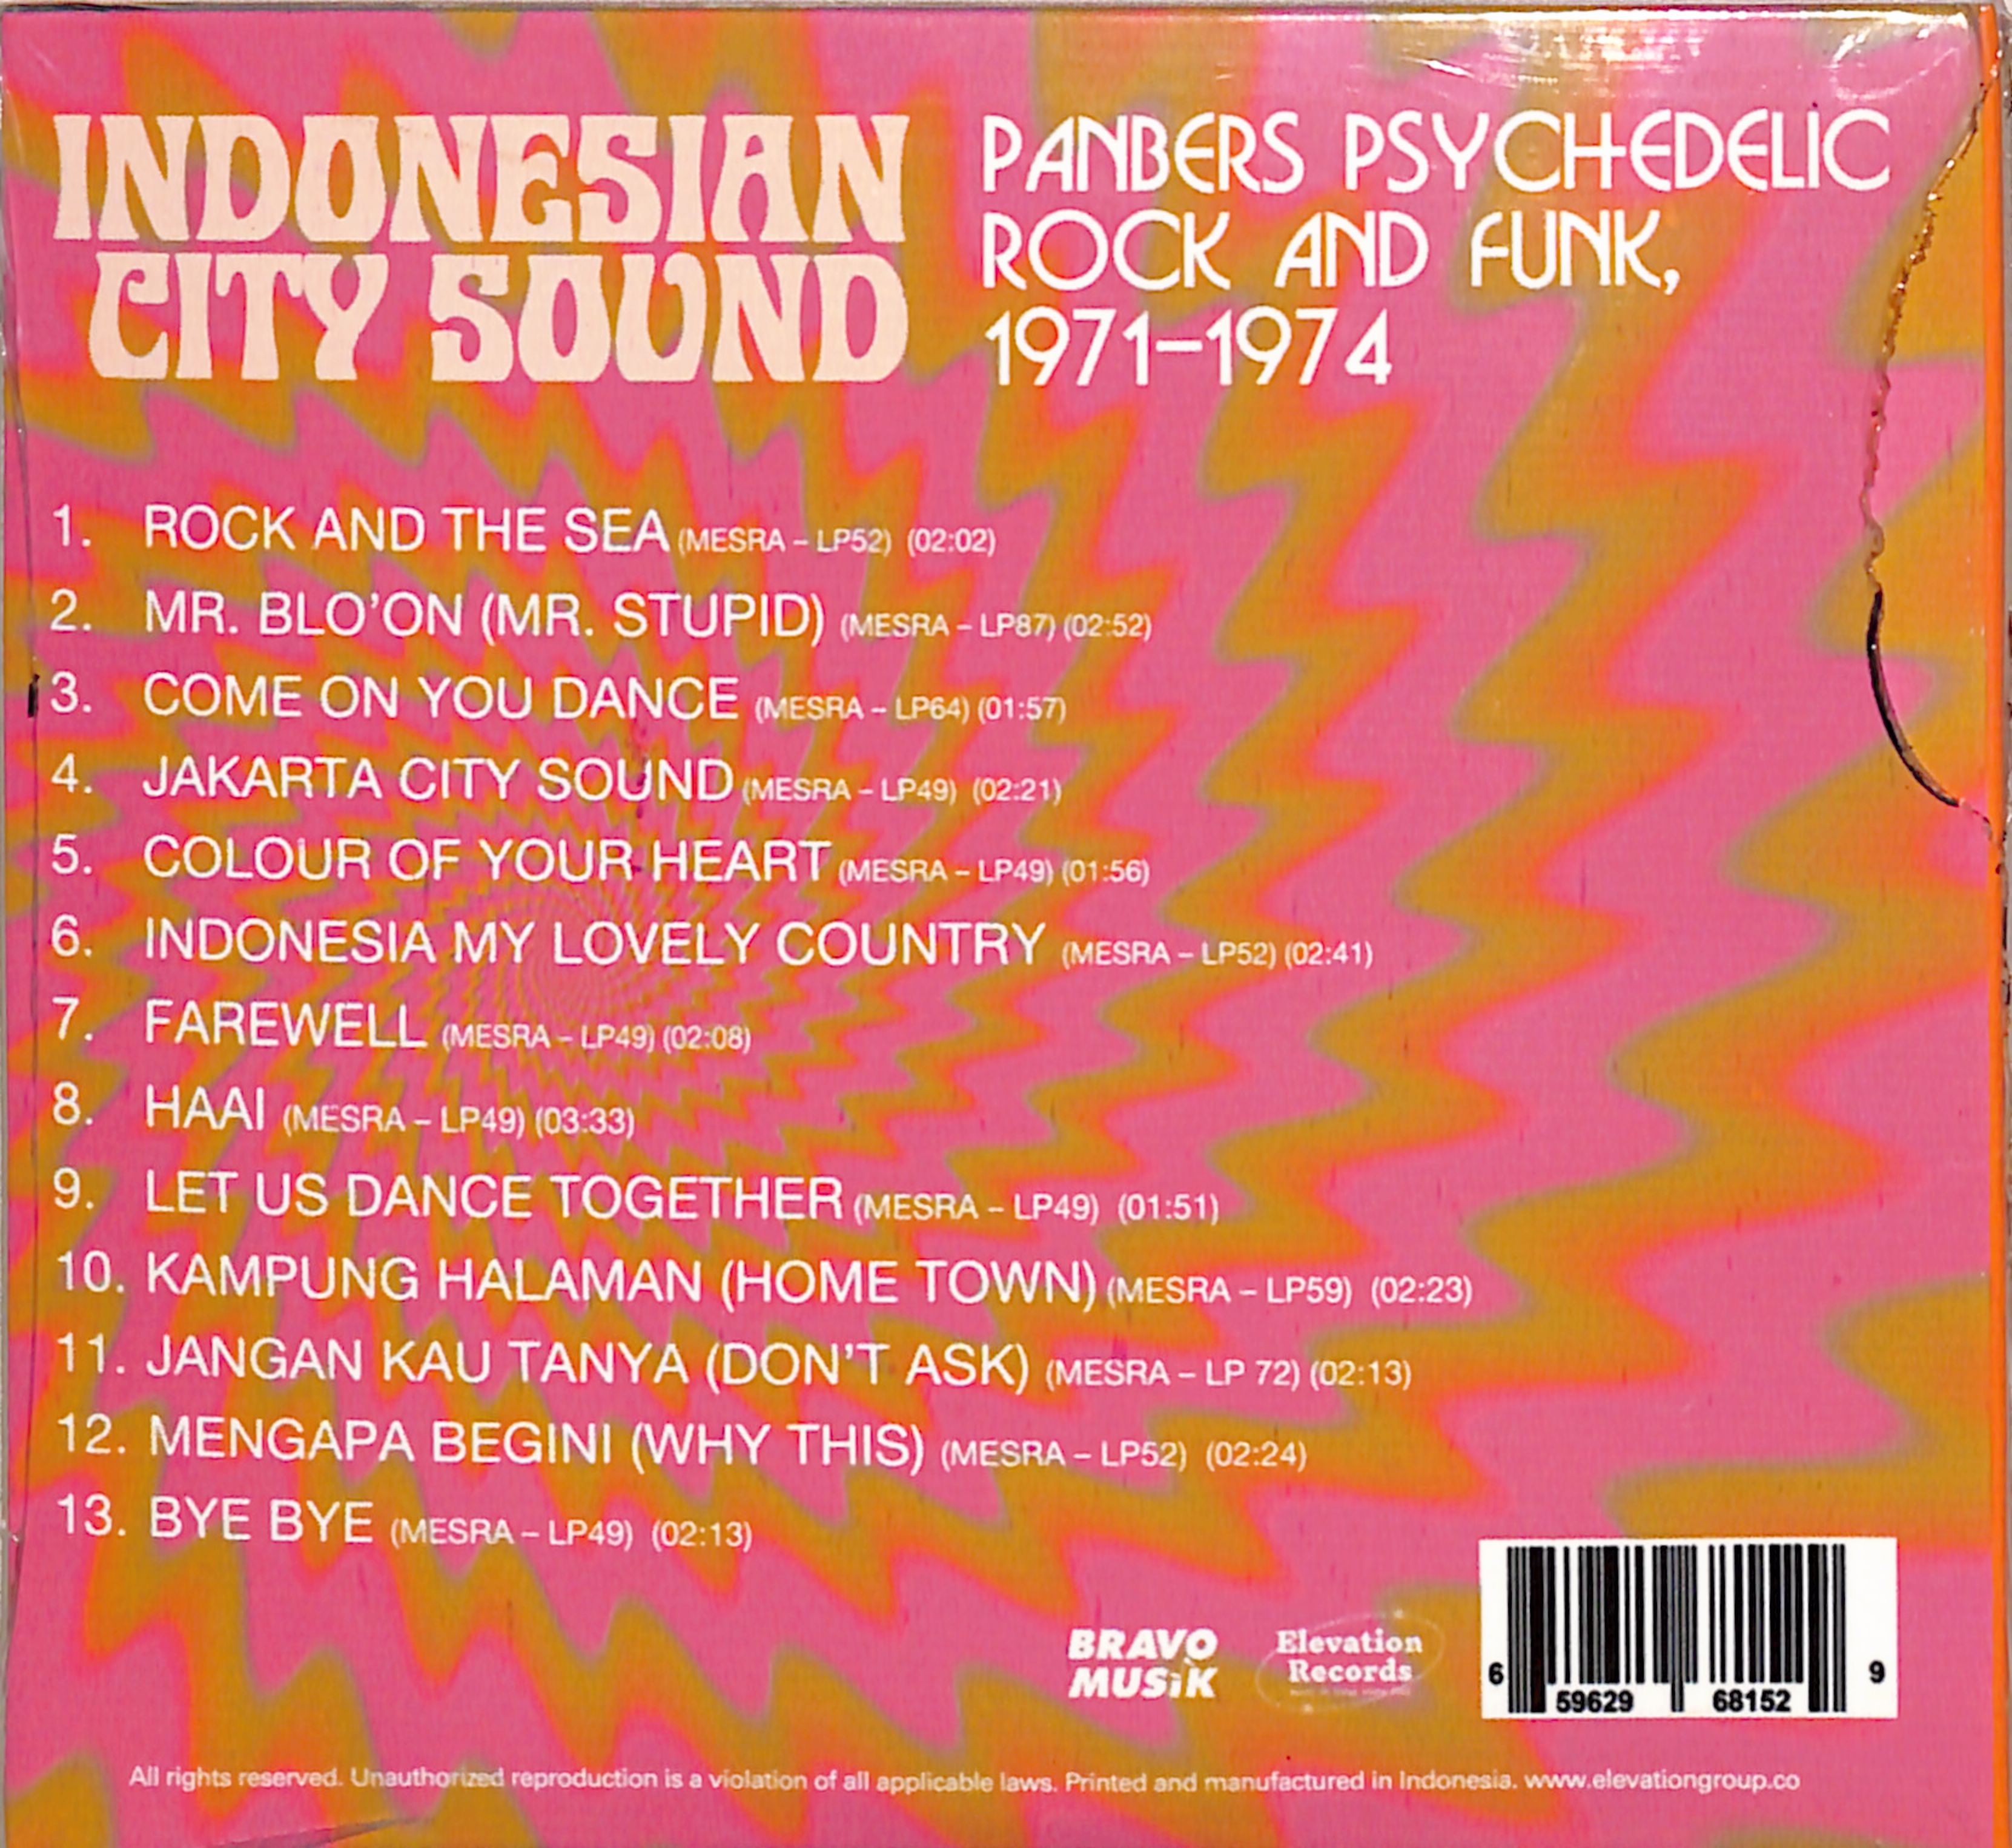 INDONESIAN
CITY SOUND
PANBERS PSYCHEDELIC
ROCK AND FUNK,
1971–1974
1. ROCK AND THE SEA (MESRA – LP52) (02:02)
2. MR. BLO’ON (MR. STUPID) (MESRA – LP87) (02:52)
3. COME ON YOU DANCE (MESRA – LP64) (01:57)
4. JAKARTA CITY SOUND (MESRA – LP49) (02:21)
5. COLOUR OF YOUR HEART (MESRA – LP49) (01:56)
6. INDONESIA MY LOVELY COUNTRY (MESRA – LP52) (02:41)
7. FAREWELL (MESRA – LP49) (02:08)
8. HAAI (MESRA – LP49) (03:33)
9. LET US DANCE TOGETHER (MESRA – LP49) (01:51)
10. KAMPUNG HALAMAN (HOME TOWN) (MESRA – LP59) (02:23)
11. JANGAN KAU TANYA (DON’T ASK) (MESRA – LP 72) (02:13)
12. MENGAPA BEGINI (WHY THIS) (MESRA – LP52) (02:24)
13. BYE BYE (MESRA – LP49) (02:13)
BRAVO
MUSiK
Elevation
Records
6 59629 68152 9
All rights reserved. Unauthorized reproduction is a violation of all applicable laws. Printed and manufactured in Indonesia. www.elevationgroup.co